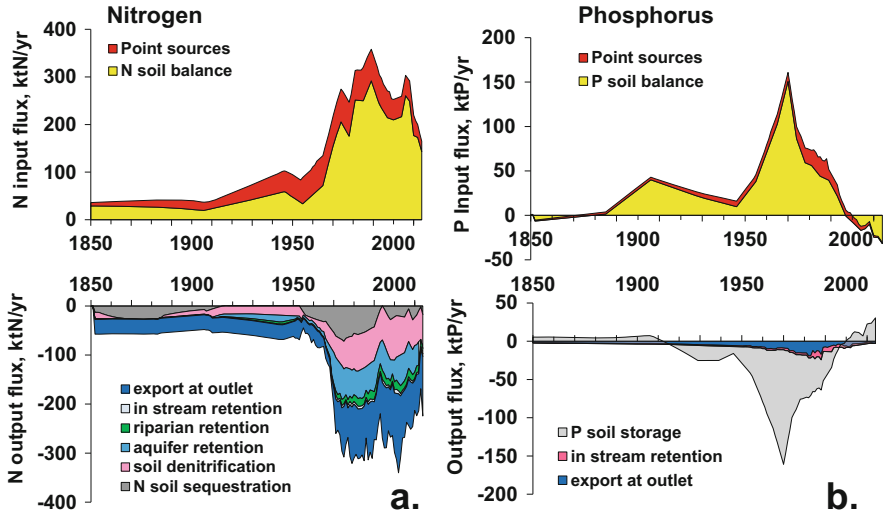 Nitrogen
N input flux, ktN/yr
400
300
200
100
0
Point sources
N soil balance
1850
1900
1950
2000
Phosphorus
P Input flux, ktP/yr
200
150
100
50
0
-50
Point sources
P soil balance
1850
1900
1950
2000
1850
1900
1950
2000
N output flux, ktN/yr
0
-100
-200
-300
-400
export at outlet
in stream retention
riparian retention
aquifer retention
soil denitrification
N soil sequestration
a.
1850
1900
1950
2000
Output flux, ktP/yr
50
0
-50
-100
-150
-200
P soil storage
in stream retention
export at outlet
b.